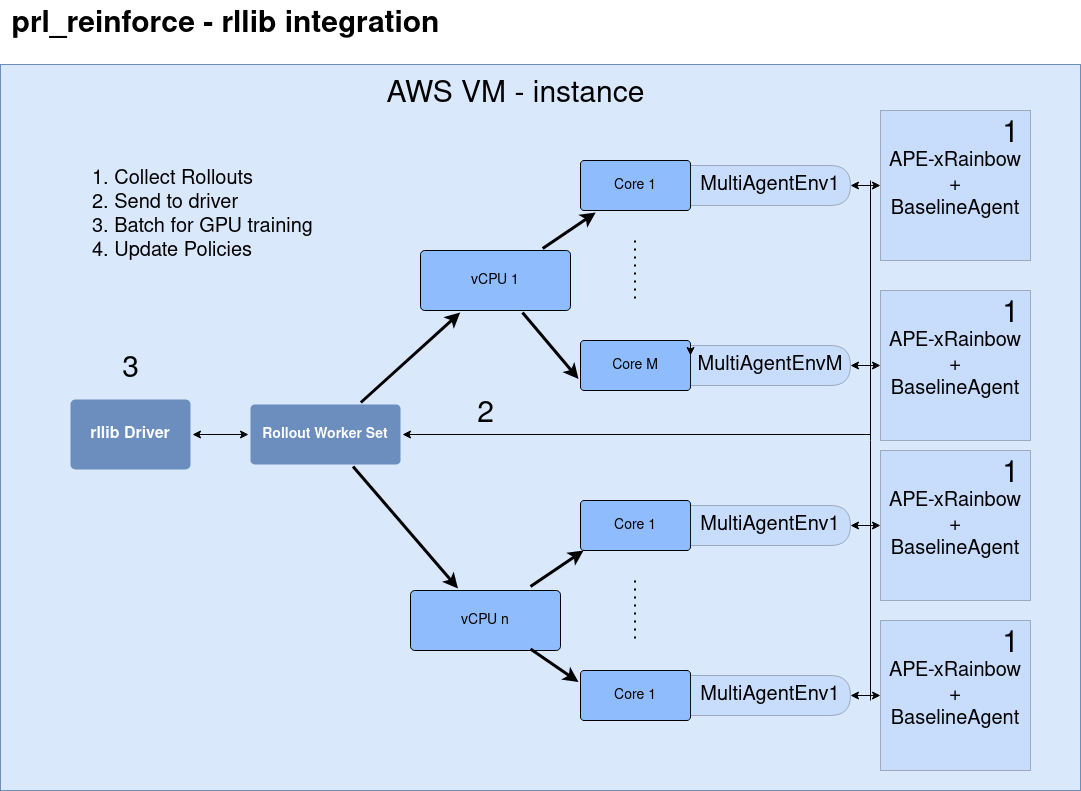 prl_reinforce - rllib integration
AWS VM - instance
1. Collect Rollouts
2. Send to driver
3. Batch for GPU training
4. Update Policies
Core 1
MultiAgentEnv1
1
APE-xRainbow
+
BaselineAgent
vCPU 1
Core M
MultiAgentEnvM
1
APE-xRainbow
+
BaselineAgent
3
rllib Driver
Rollout Worker Set
2
Core 1
MultiAgentEnv1
1
APE-xRainbow
+
BaselineAgent
vCPU n
Core 1
MultiAgentEnv1
1
APE-xRainbow
+
BaselineAgent